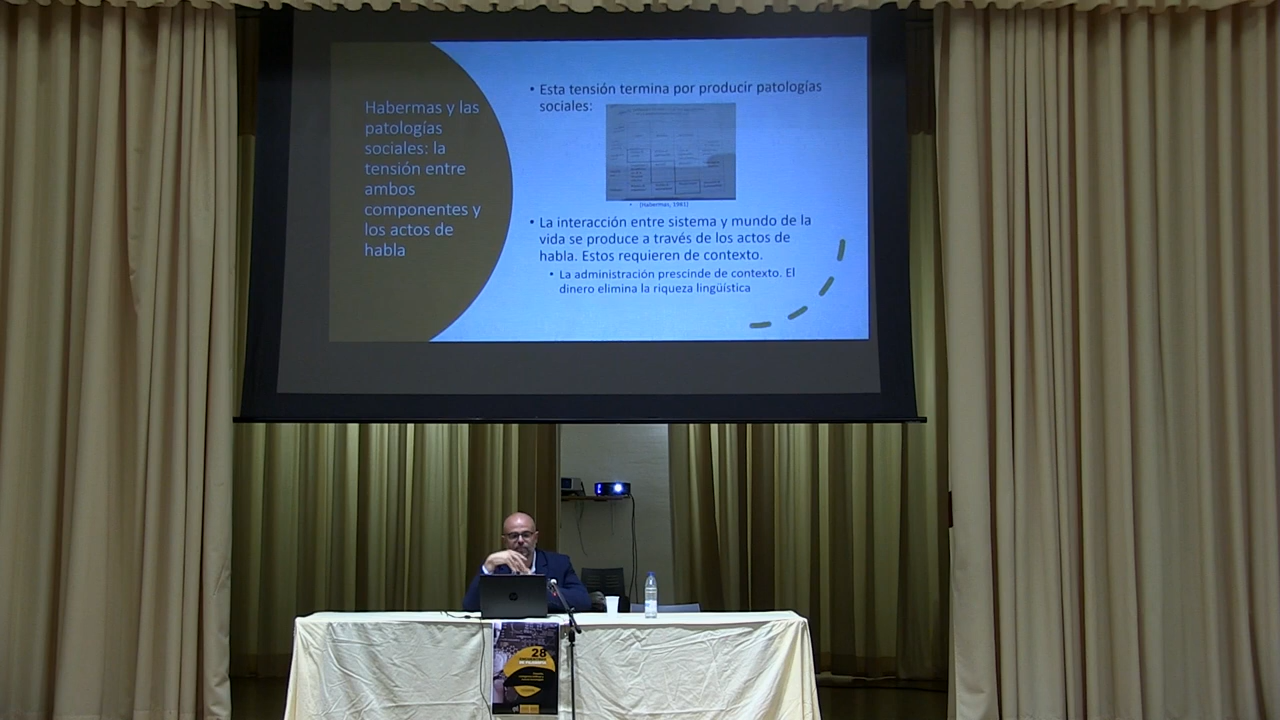 Habermas y las
patologías
sociales: la
tensión entre
ambos
componentes y
los actos de
habla
• Esta tensión termina por producir patologías
sociales:
• (Habermas, 1981)
• La interacción entre sistema y mundo de la
vida se produce a través de los actos de
habla. Estos requieren de contexto.
• La administración prescinde de contexto. El
dinero elimina la riqueza lingüística
28
DE FILOSOFÍA